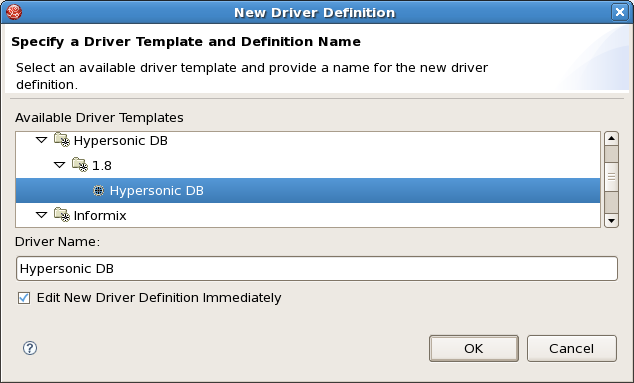 New Driver Definition
Specify a Driver Template and Definition Name
Select an available driver template and provide a name for the new driver
definition.
Available Driver Templates
Hypersonic DB
1.8
Hypersonic DB
Informix
Driver Name:
Hypersonic DB
Edit New Driver Definition Immediately
?
OK
Cancel